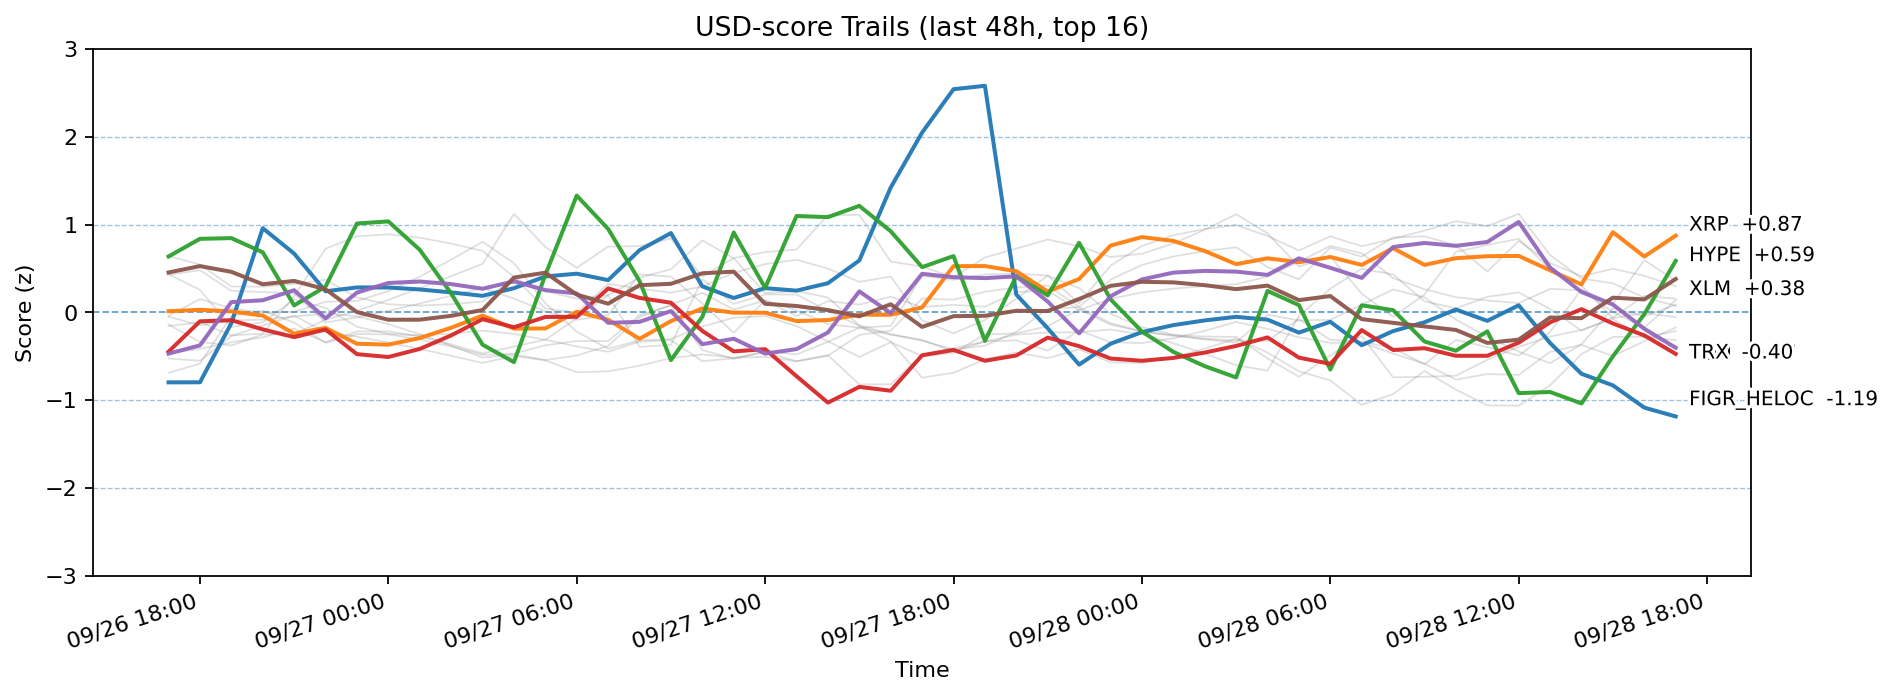 USD-score Trails (last 48h, top 16)
3
2
1
0
−1
−2
−3
Score (z)
XRP +0.87
HYPE +0.59
XLM +0.38
TRX -0.40
FIGR_HELOC -1.19
09/26 18:00
09/27 00:00
09/27 06:00
09/27 12:00
09/27 18:00
09/28 00:00
09/28 06:00
09/28 12:00
09/28 18:00
Time